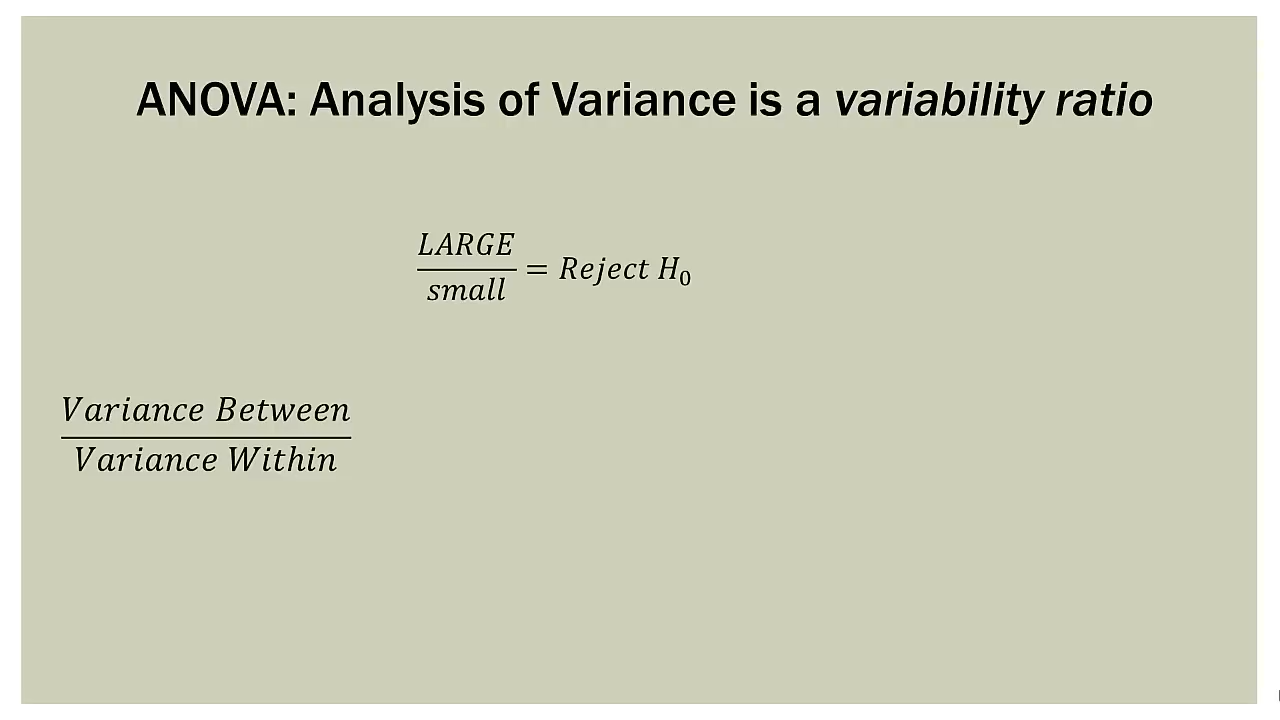 ANOVA: Analysis of Variance is a variability ratio
LARGE
small
= Reject H₀
Variance Between
Variance Within